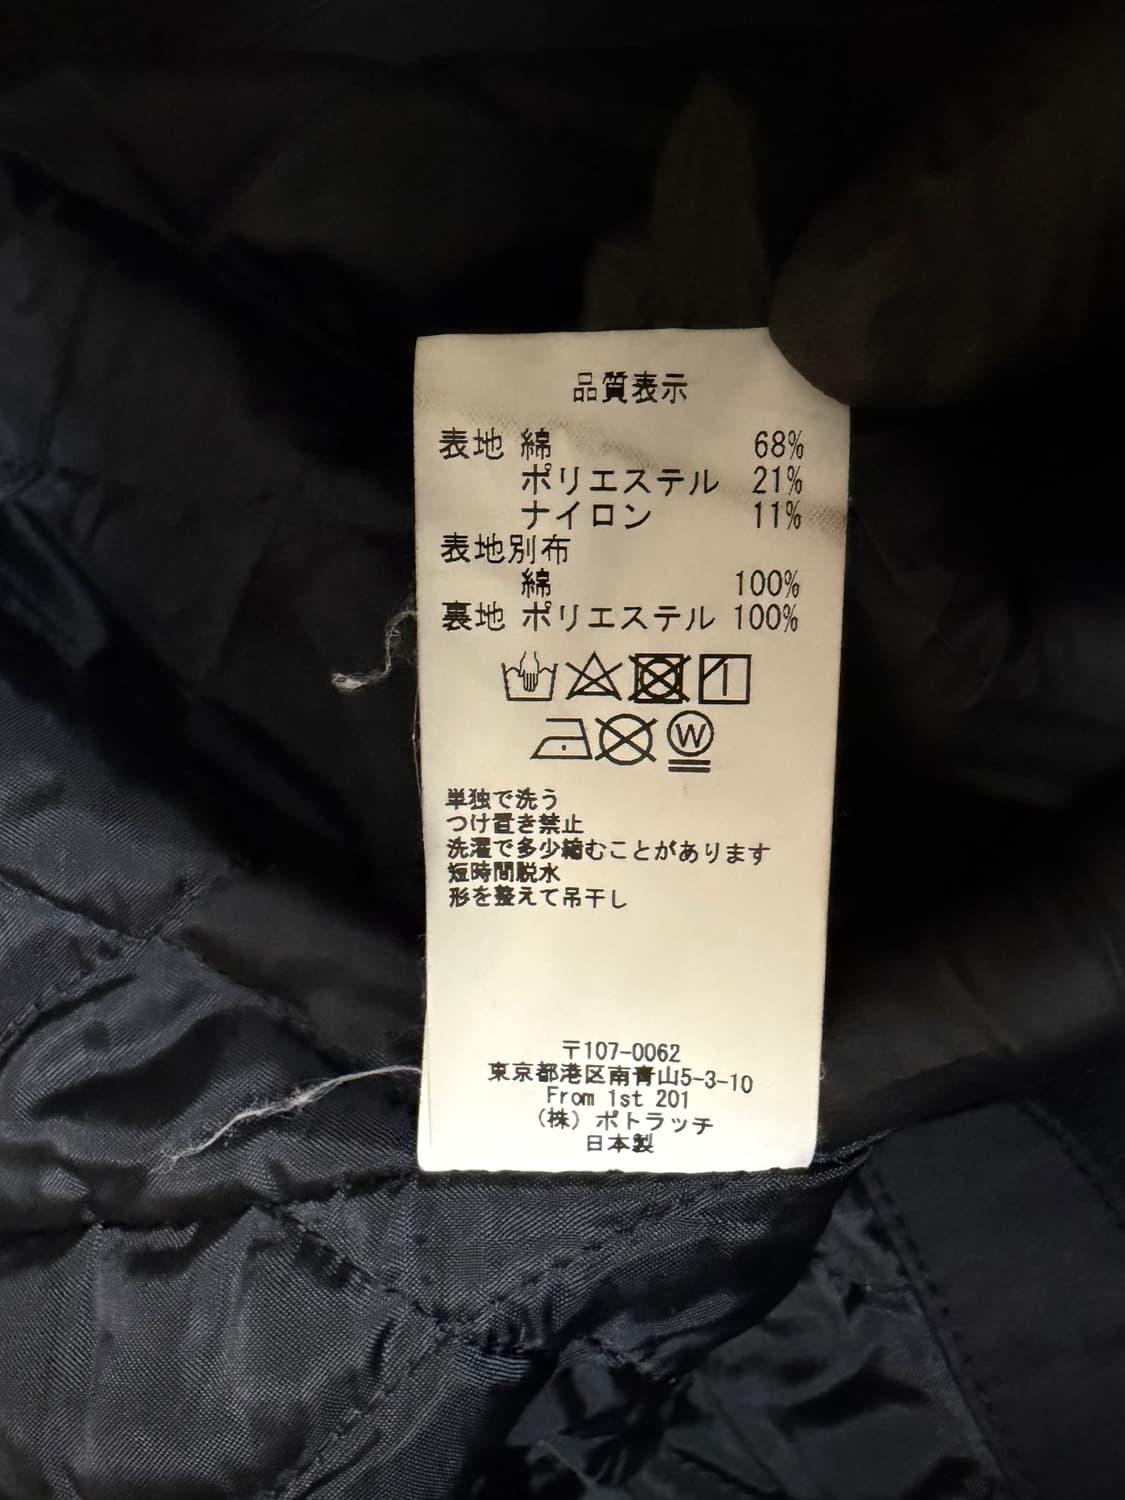 品質表示
表地 綿 68%
ポリエステル 21%
ナイロン 11%
表地別布
綿 100%
裏地 ポリエステル 100%
W
単独で洗う
つけ置き禁止
洗濯で多少縮むことがあります
短時間脱水
形を整えて吊干し
〒107-0062
東京都港区南青山5-3-10
From 1st 201
(株) ポトラッチ
日本製